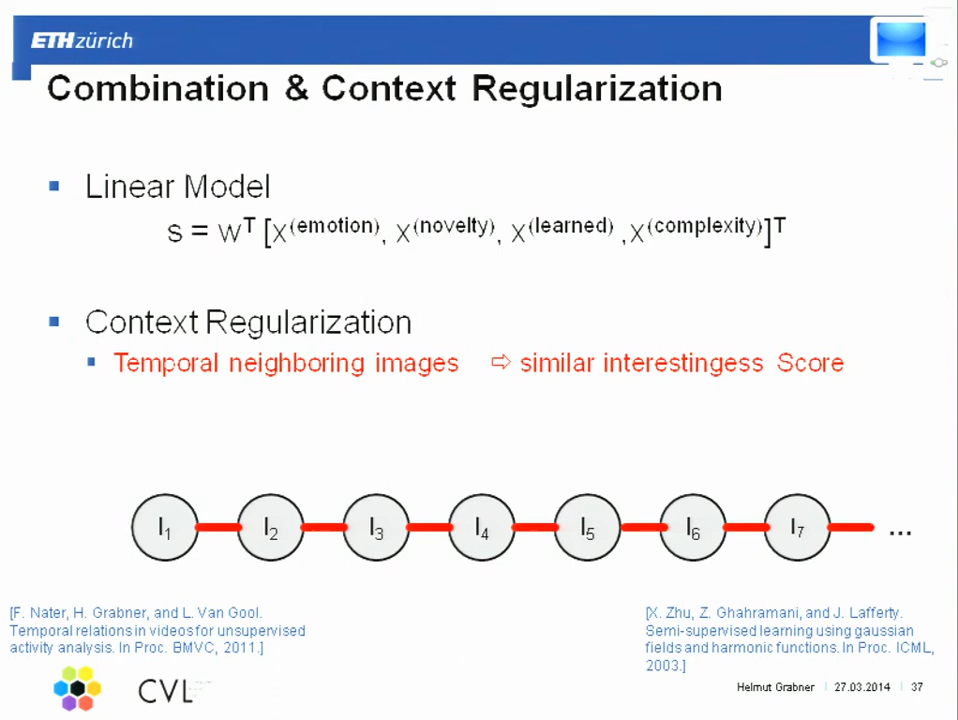 ETHzürich
Combination & Context Regularization
Linear Model
s = wᵀ [x⁽ᵉᵐᵒᵗⁱᵒⁿ⁾, x⁽ⁿᵒᵛᵉˡᵗʸ⁾, x⁽ˡᵉᵃʳⁿᵉᵈ⁾ ,x⁽ᶜᵒᵐᵖˡᵉˣⁱᵗʸ⁾]ᵀ
Context Regularization
Temporal neighboring images ⇨ similar interestingess Score
I₁ I₂ I₃ I₄ I₅ I₆ I₇ ...
[F. Nater, H. Grabner, and L. Van Gool.
Temporal relations in videos for unsupervised
activity analysis. In Proc. BMVC, 2011.]
[X. Zhu, Z. Ghahramani, and J. Lafferty.
Semi-supervised learning using gaussian
fields and harmonic functions. In Proc. ICML,
2003.]
CVL
Helmut Grabner | 27.03.2014 | 37